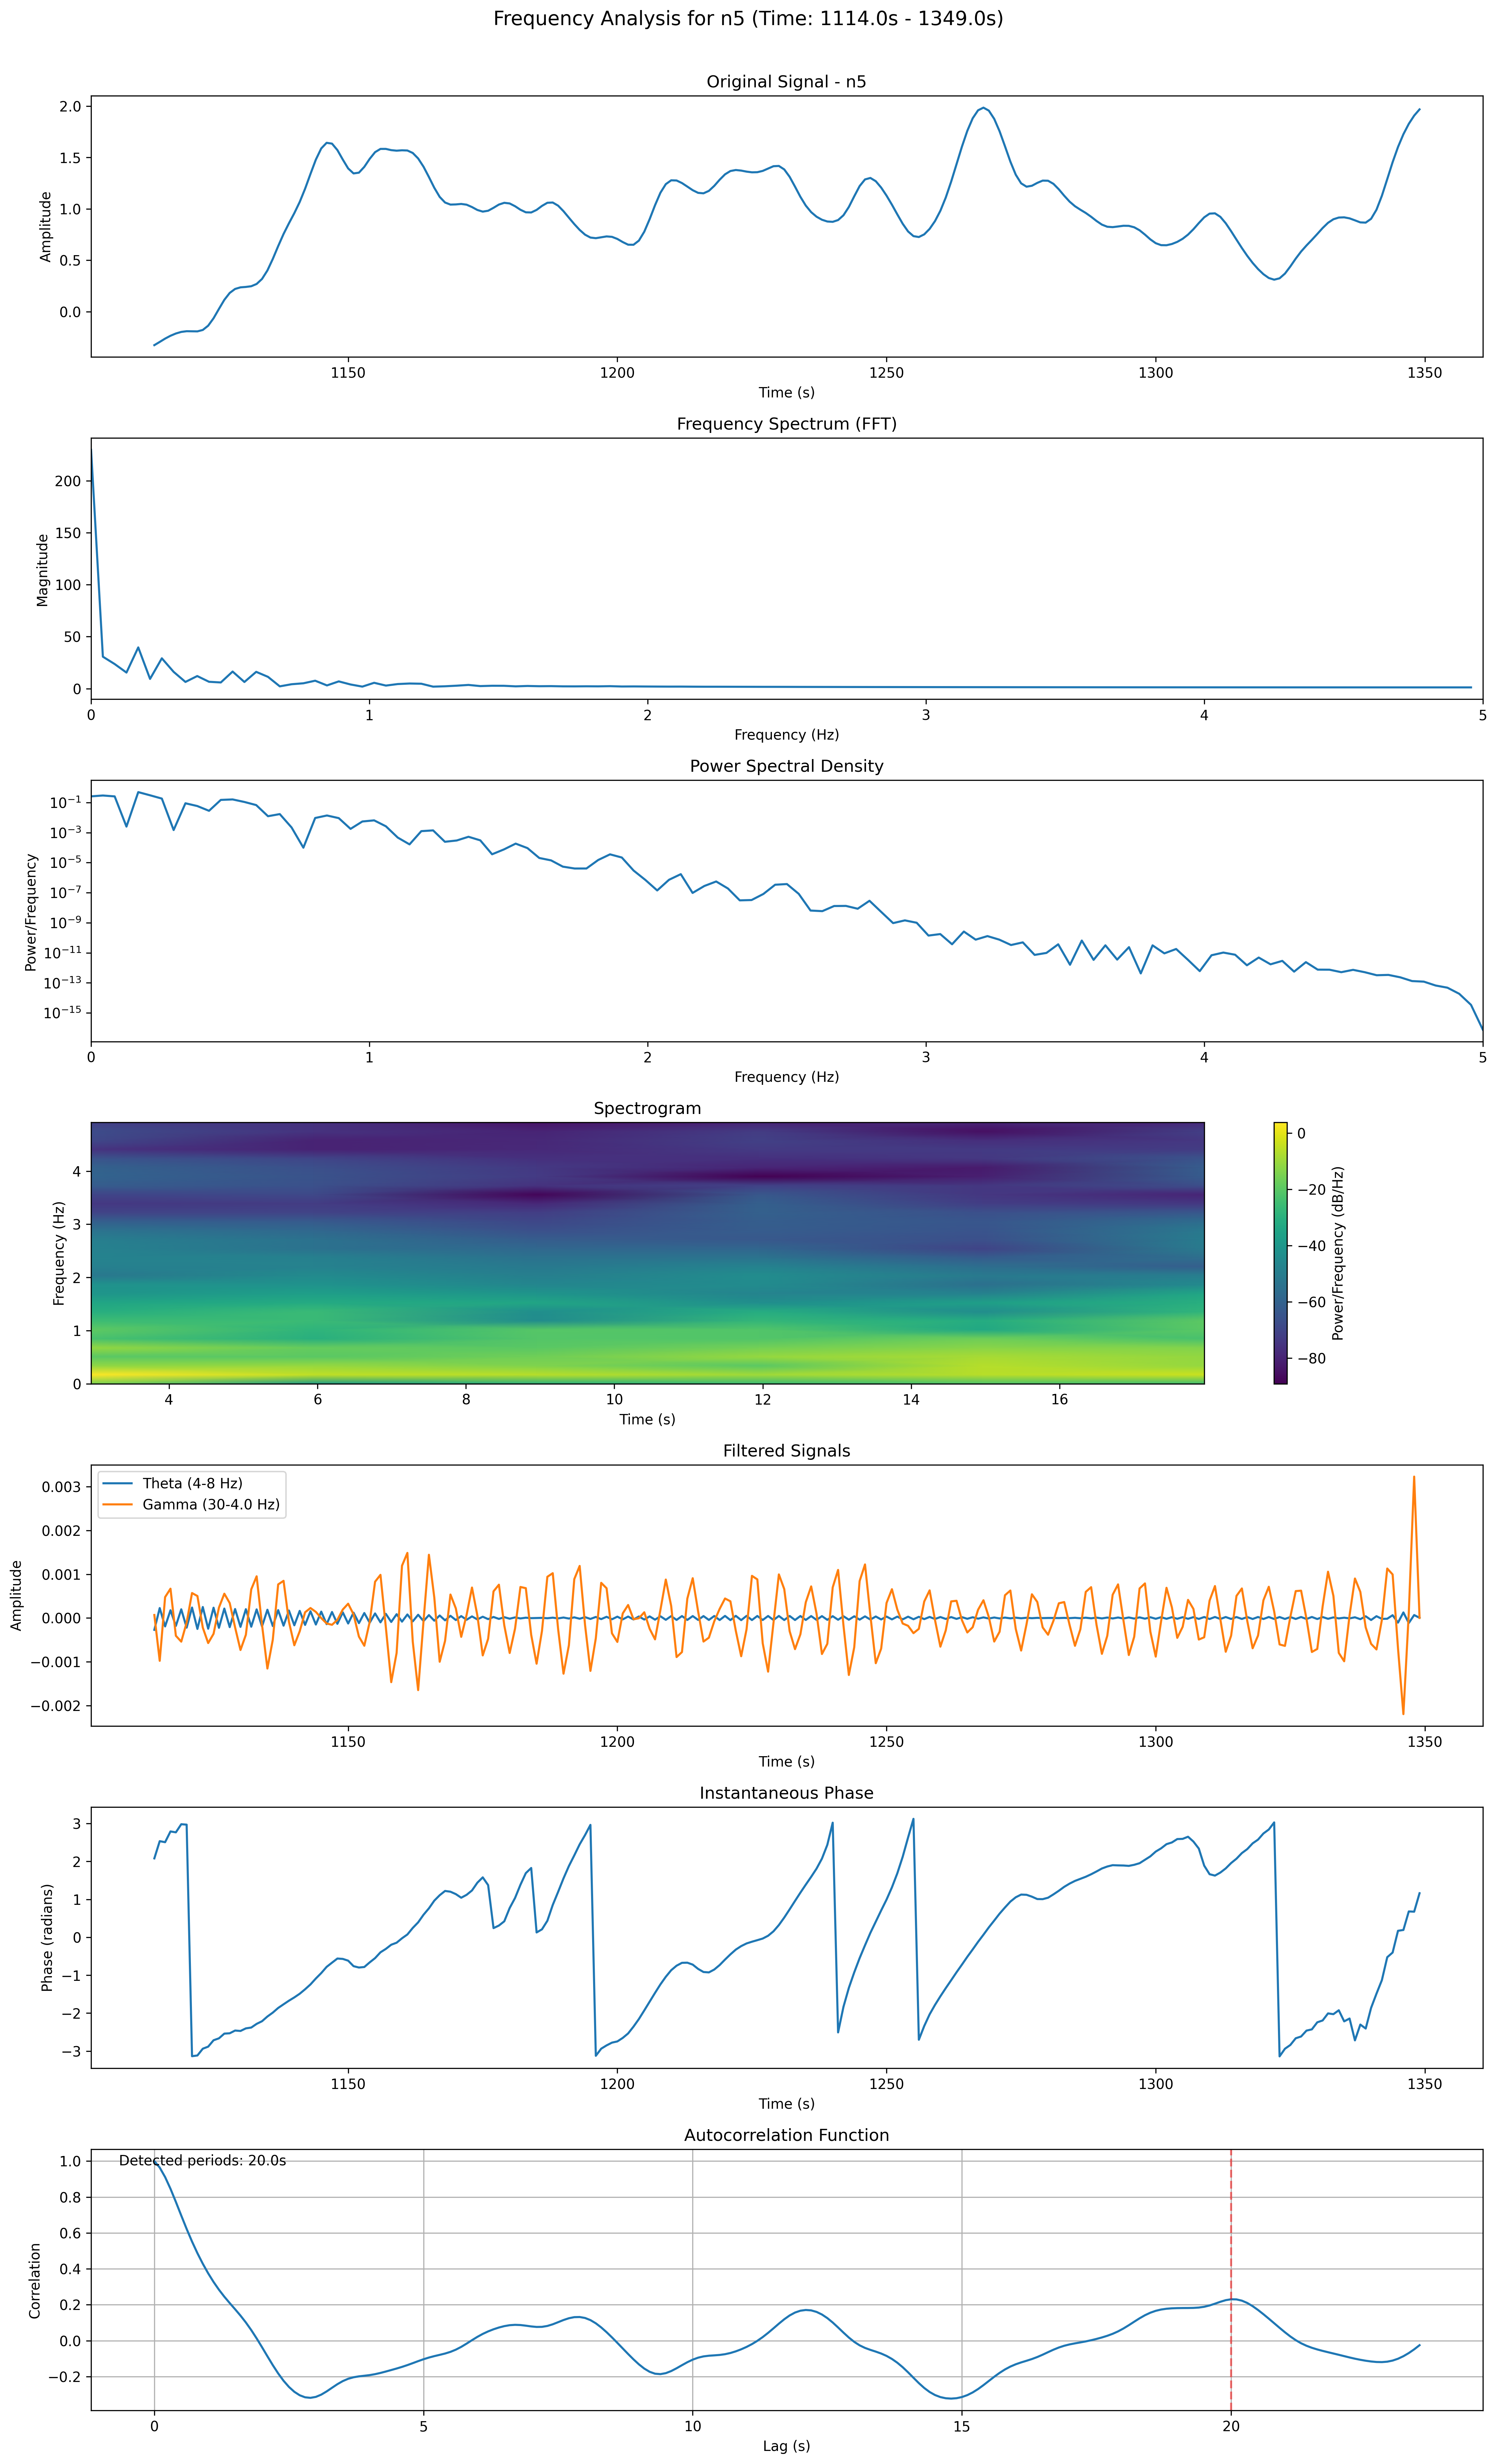 Frequency Analysis for n5 (Time: 1114.0s - 1349.0s)
Original Signal - n5
2.0
1.5
1.0
0.5
0.0
Amplitude
1150 1200 1250 1300 1350
Time (s)
Frequency Spectrum (FFT)
200
150
100
50
0
Magnitude
0 1 2 3 4 5
Frequency (Hz)
Power Spectral Density
10⁻¹
10⁻³
10⁻⁵
10⁻⁷
10⁻⁹
10⁻¹¹
10⁻¹³
10⁻¹⁵
Power/Frequency
0 1 2 3 4 5
Frequency (Hz)
Spectrogram
4
3
2
1
0
Frequency (Hz)
4 6 8 10 12 14 16
Time (s)
0
−20
−40
−60
−80
Power/Frequency (dB/Hz)
Filtered Signals
Theta (4-8 Hz)
Gamma (30-4.0 Hz)
0.003
0.002
0.001
0.000
−0.001
−0.002
Amplitude
1150 1200 1250 1300 1350
Time (s)
Instantaneous Phase
3
2
1
0
−1
−2
−3
Phase (radians)
1150 1200 1250 1300 1350
Time (s)
Autocorrelation Function
Detected periods: 20.0s
1.0
0.8
0.6
0.4
0.2
0.0
−0.2
Correlation
0 5 10 15 20
Lag (s)